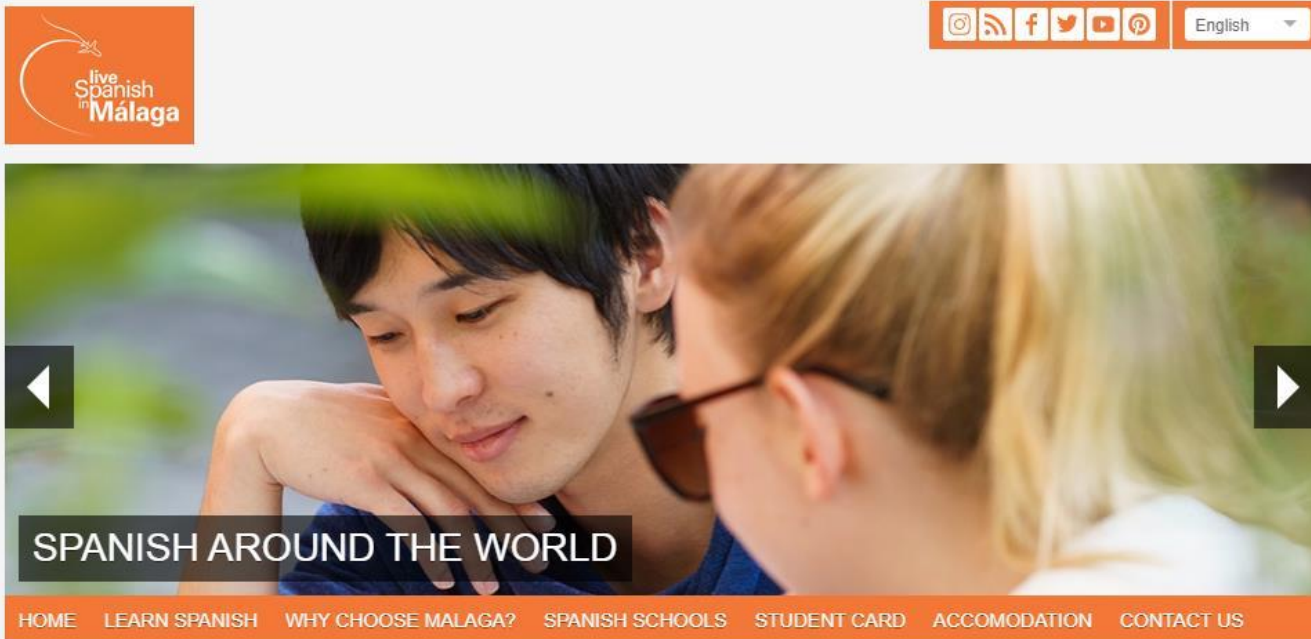 live
Spanish
in Málaga
English
SPANISH AROUND THE WORLD
HOME LEARN SPANISH WHY CHOOSE MALAGA? SPANISH SCHOOLS STUDENT CARD ACCOMODATION CONTACT US